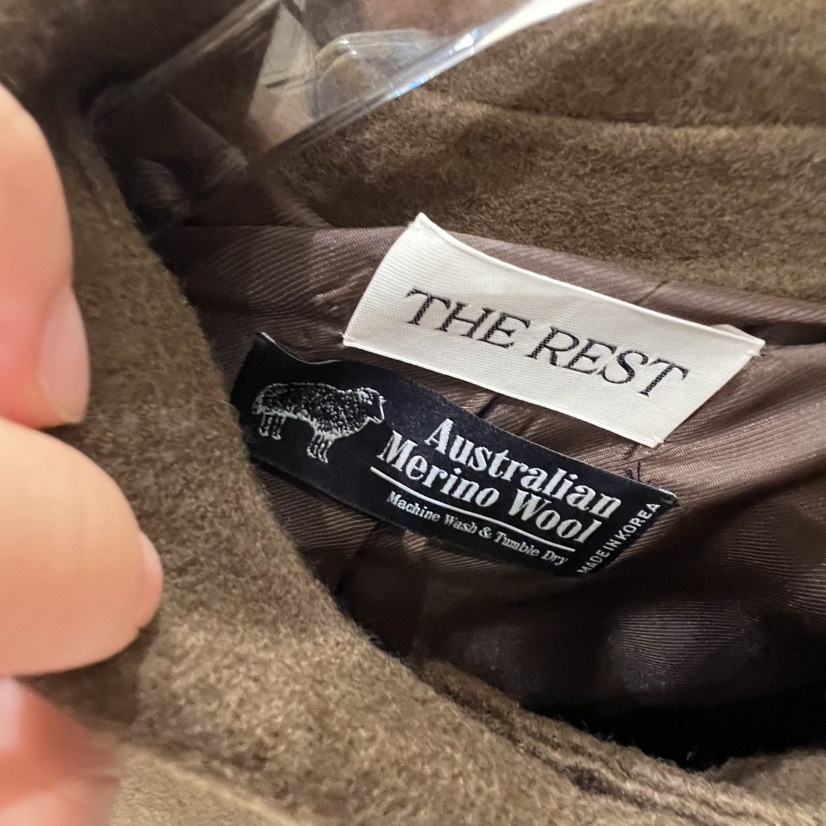 THE REST
Australian
Merino Wool
Machine Wash & Tumble Dry
MADE IN KOREA